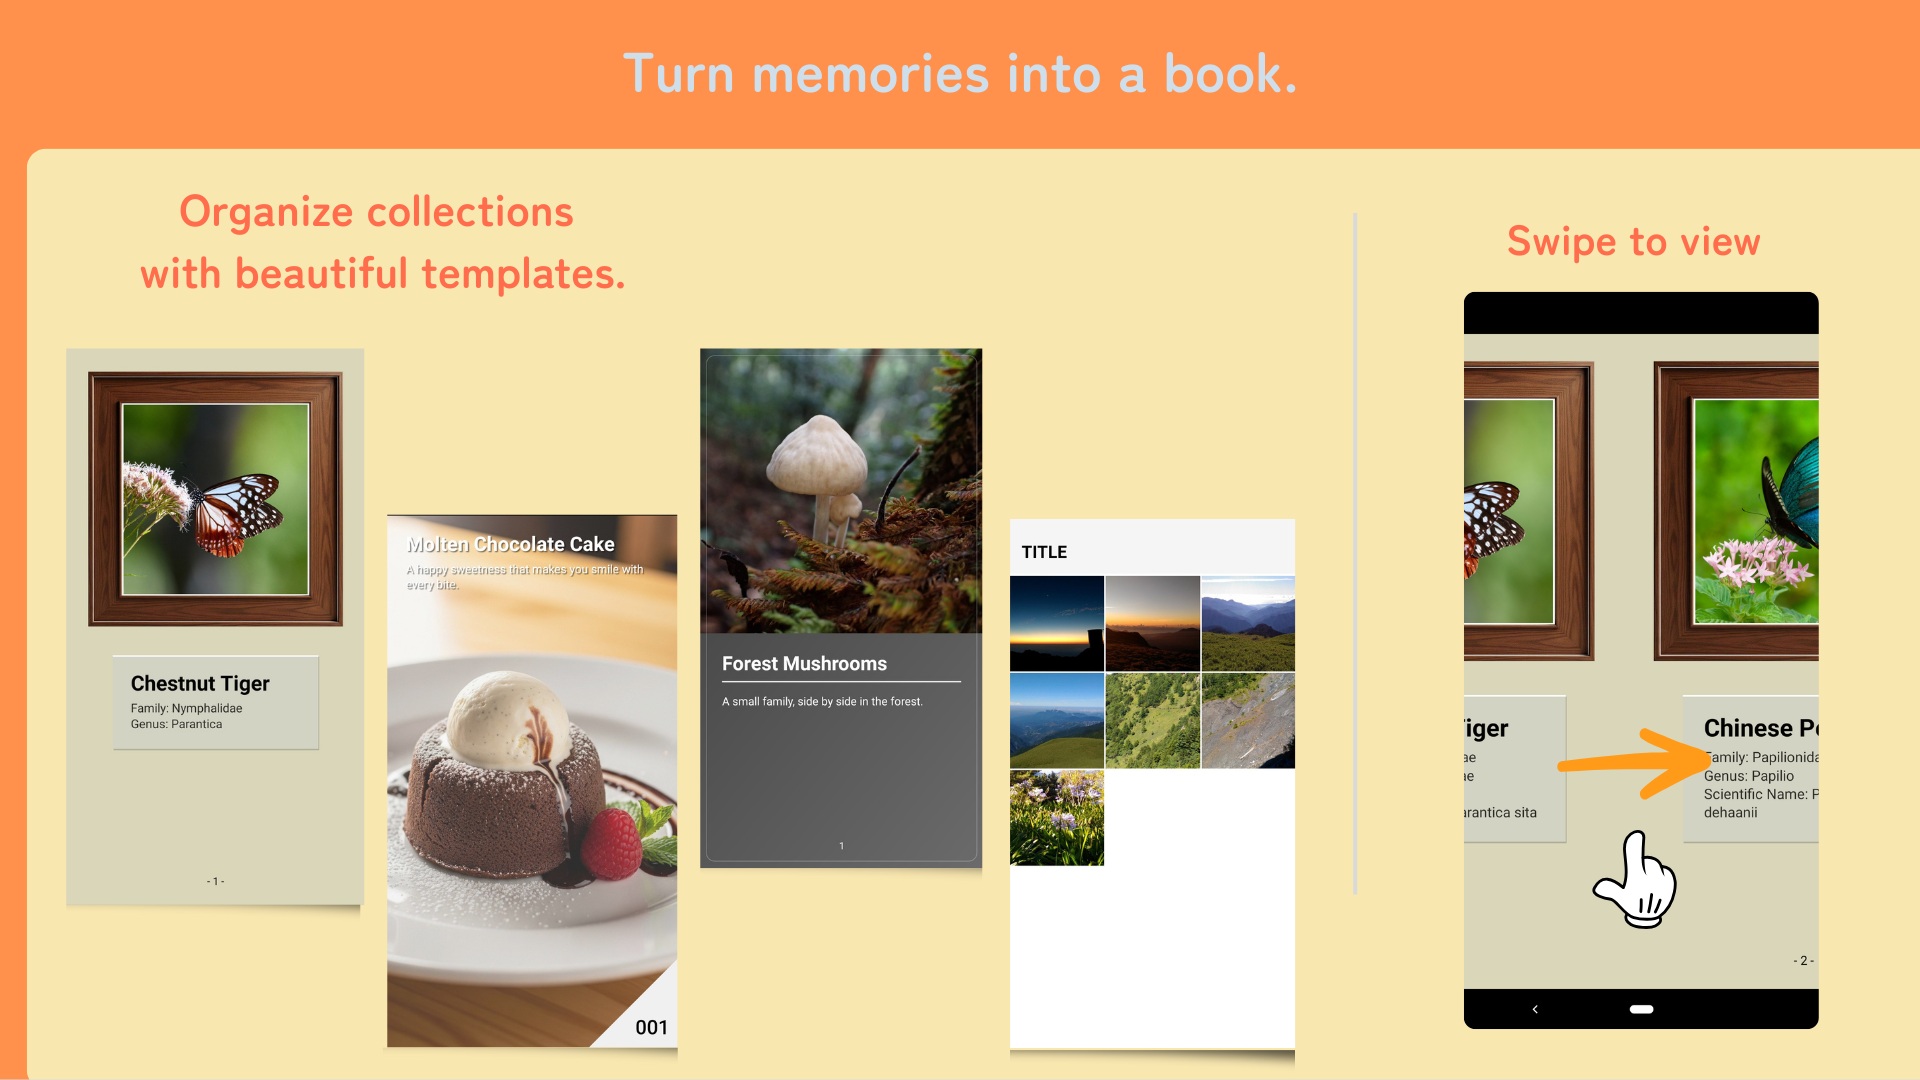 Turn memories into a book.
Organize collections
with beautiful templates.
Chestnut Tiger
Family: Nymphalidae
Genus: Parantica
- 1 -
Molten Chocolate Cake
A happy sweetness that makes you smile with
every bite.
001
Forest Mushrooms
A small family, side by side in the forest.
1
TITLE
Swipe to view
iger
ae
ae
arantica sita
Chinese Pe
Family: Papilionida
Genus: Papilio
Scientific Name: P
dehaanii
- 2 -